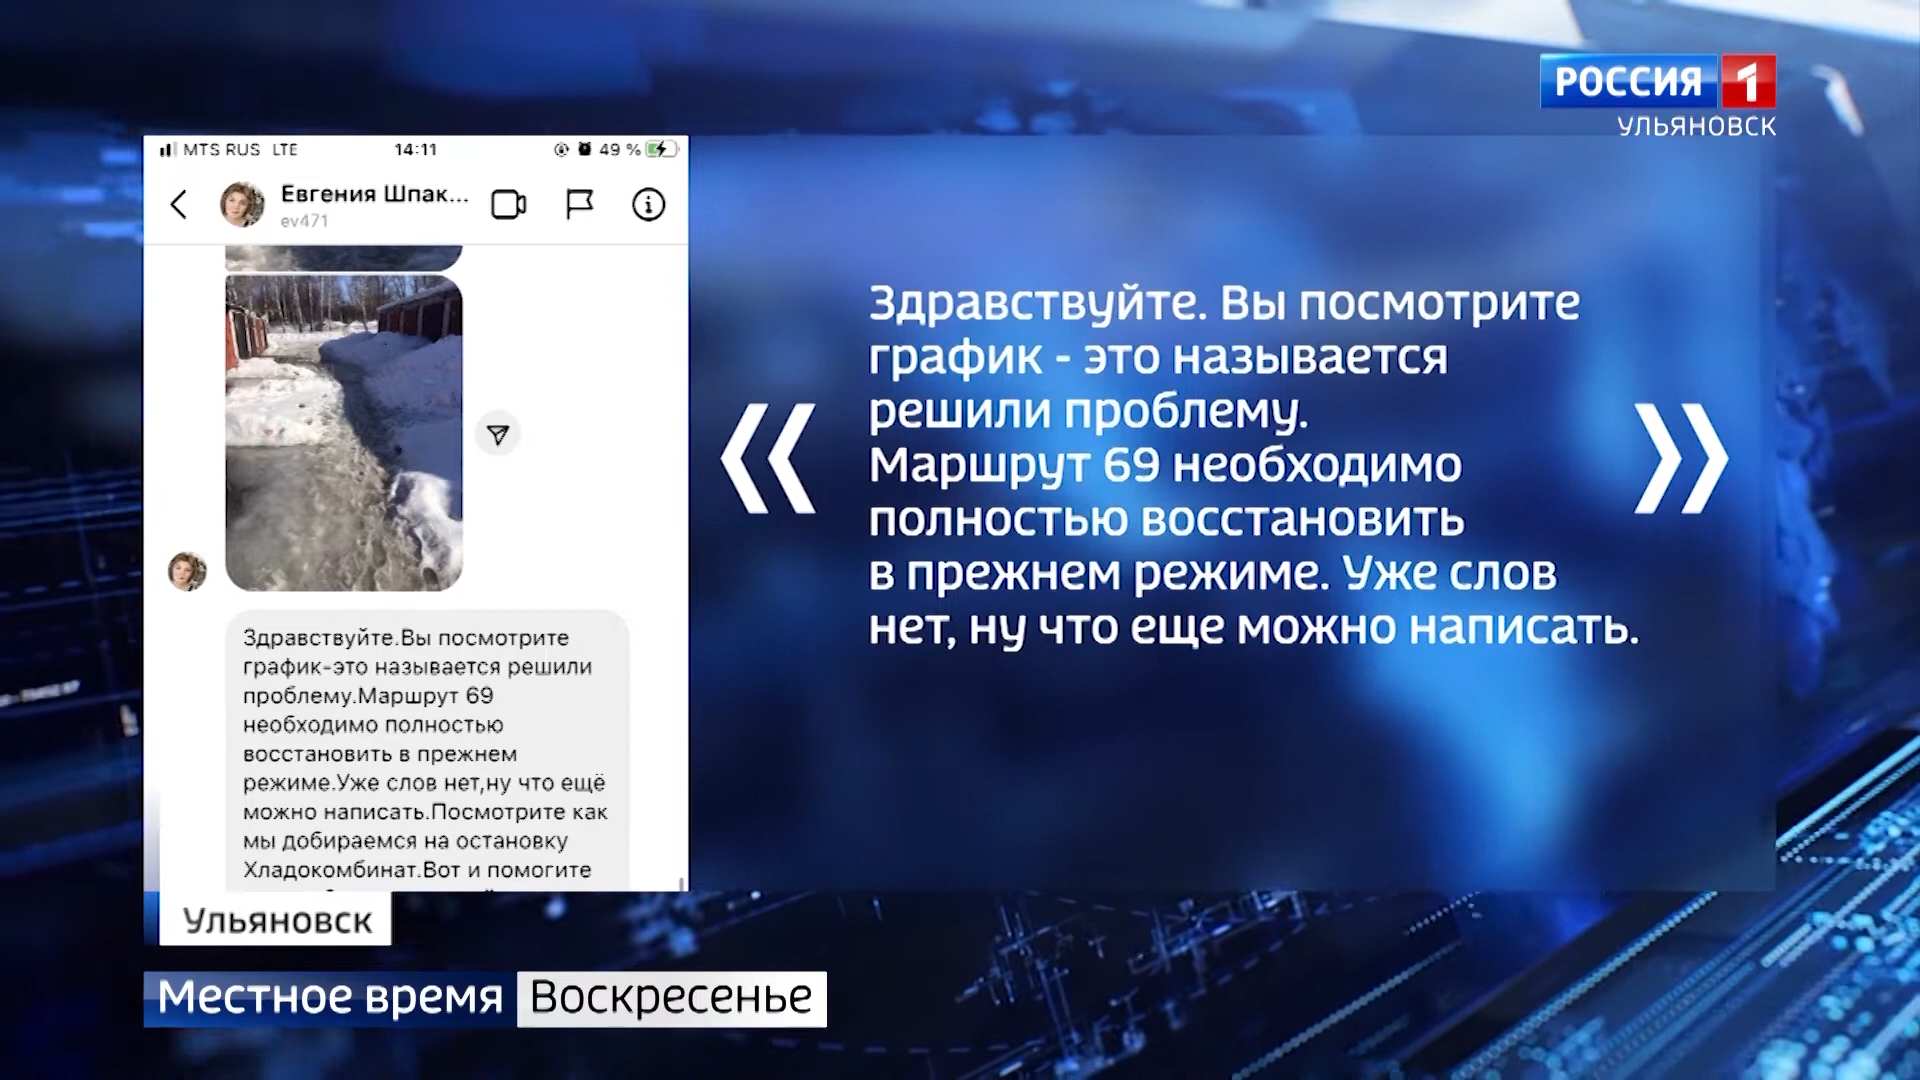 РОССИЯ 1
УЛЬЯНОВСК
MTS RUS LTE 14:11 49 %
Евгения Шпак...
ev471
Здравствуйте.Вы посмотрите
график-это называется решили
проблему.Маршрут 69
необходимо полностью
восстановить в прежнем
режиме.Уже слов нет,ну что ещё
можно написать.Посмотрите как
мы добираемся на остановку
Хладокомбинат.Вот и помогите
« Здравствуйте. Вы посмотрите
график - это называется
решили проблему.
Маршрут 69 необходимо
полностью восстановить
в прежнем режиме. Уже слов
нет, ну что еще можно написать. »
Ульяновск
Местное время Воскресенье